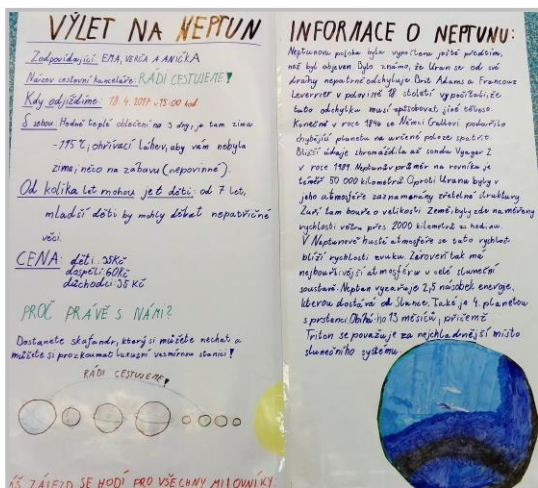 VÝLET NA NEPTUN
Zodpovídající: EMA, VERČA A ANIČKA
Název cestovní kanceláře: RÁDI CESTUJEME!
Kdy odjíždíme: 18. 4. 2017 v 15:00 hod
S sebou: Hodně teplé oblečení na 3 dny, je tam zima
-195°C, ohřívací láhev, aby vám nebyla
zima, něco na zábavu (nepovinné).
Od kolika let mohou jet děti: od 7 let,
mladší děti by mohly dělat nepatřičné
věci.
CENA: děti: 35Kč
dospělí: 60Kč
důchodci: 35 Kč
PROČ PRÁVĚ S NÁMI?
Dostanete skafandr, který si můžete nechat a
můžete si prozkoumat luxusní vesmírnou stanici!
RÁDI CESTUJEME!
NÁŠ ZÁJEZD SE HODÍ PRO VŠECHNY MILOVNÍKY
INFORMACE O NEPTUNU:
Neptunova poloha byla vypočtena ještě předtím,
než byl objeven. Bylo známo, že Uran se od své
dráhy nepatrně odchyluje. Brit Adams a Francouz
Leverrier v polovině 18 století vypočítali, že
tuto odchylku musí způsobovat jiné těleso.
Konečně v roce 1846 se Němci Gallovi podařilo
chybějící planetu na určené poloze spatřit.
Bližší údaje shromáždila až sonda Voyager 2
v roce 1989. Neptunův průměr na rovníku je
téměř 50 000 kilometrů. Oproti Uranu byly v
jeho atmosféře zaznamenány zřetelné struktury
Zuří tam bouře o velikosti Země, byly zde naměřeny
rychlosti větru přes 2000 kilometrů za hodinu.
V Neptunově husté atmosféře se tato rychlost
blíží rychlosti zvuku. Zároveň tak má
nejbouřlivější atmosféru v celé sluneční
soustavě. Neptun vyzařuje 2,5 násobek energie,
kterou dostává od Slunce. Také je 4. planetou
s prstenci. Obíhá ho 13 měsíců, přičemž
Triton se považuje za nejchladnější místo
slunečního systému.